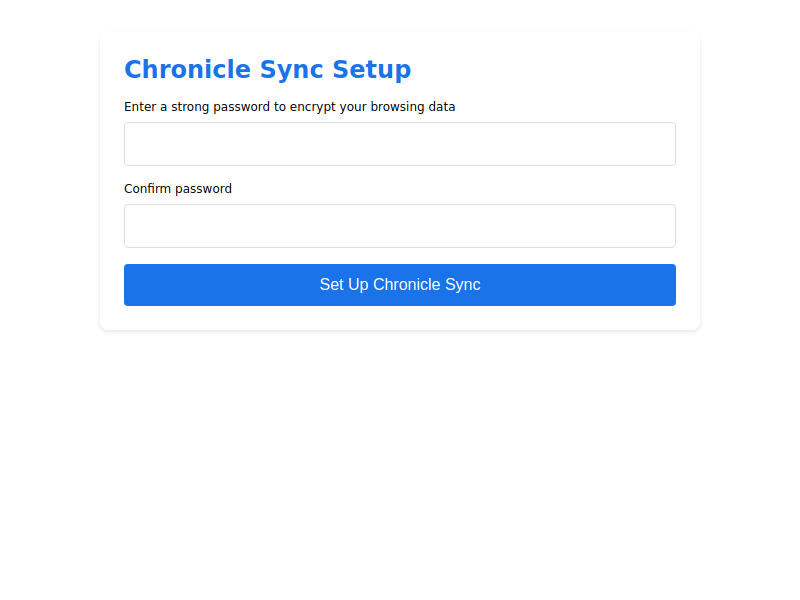 Chronicle Sync Setup
Enter a strong password to encrypt your browsing data
Confirm password
Set Up Chronicle Sync